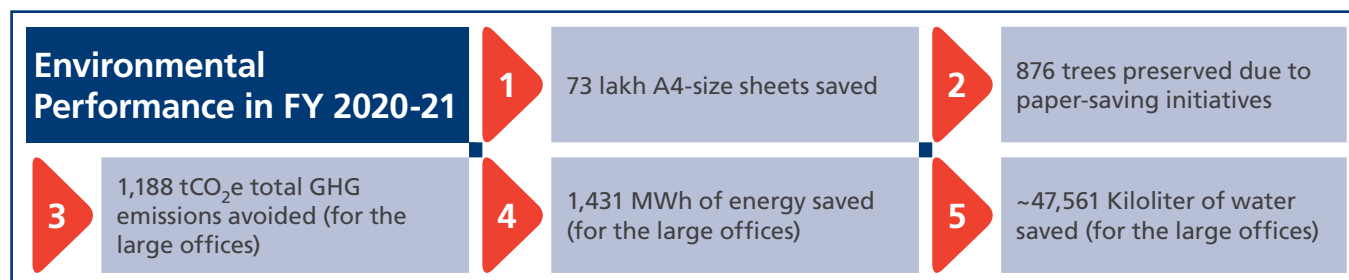 Environmental
Performance in FY 2020-21
1
73 lakh A4-size sheets saved
2
876 trees preserved due to
paper-saving initiatives
3
1,188 tCO₂e total GHG
emissions avoided (for the
large offices)
4
1,431 MWh of energy saved
(for the large offices)
5
~47,561 Kiloliter of water
saved (for the large offices)